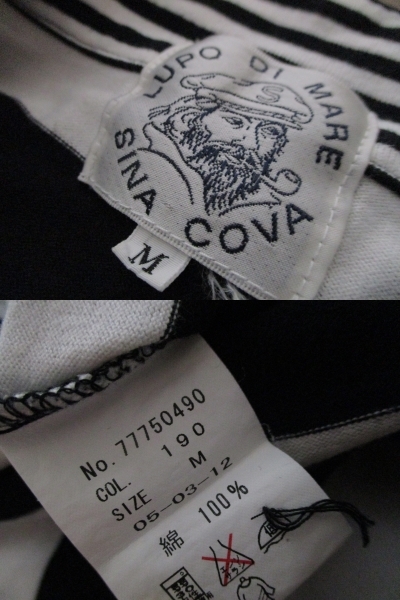 LUPO DI MARE
S
SINA COVA
M
No. 77750490
COL. 190
SIZE M
05-03-12
綿 100%